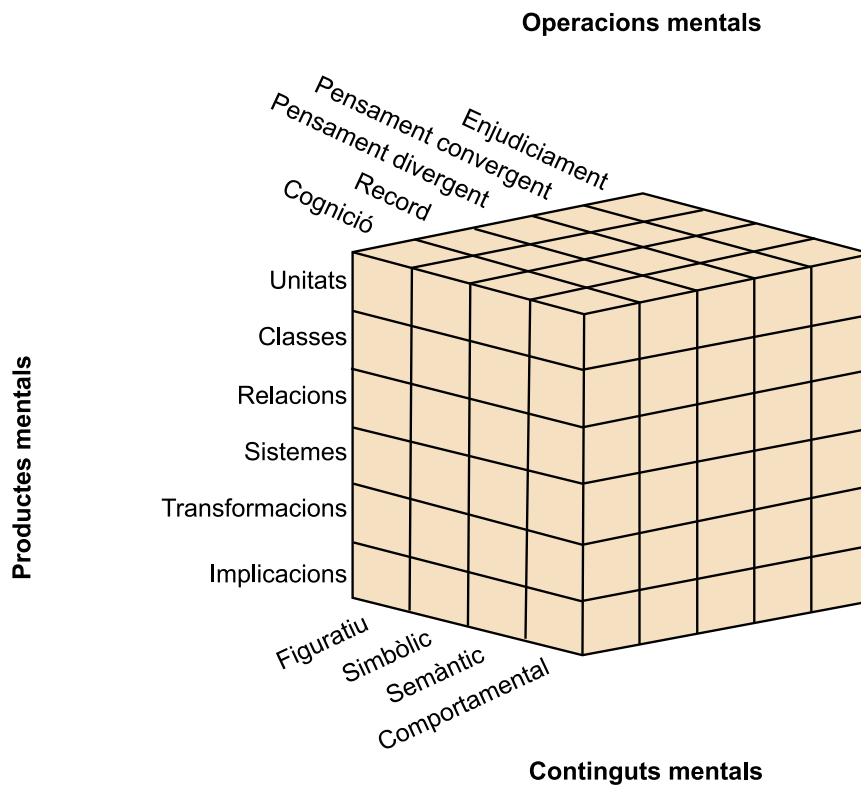 Operacions mentals
Enjudiciament
Pensament convergent
Pensament divergent
Record
Cognició
Unitats
Classes
Relacions
Sistemes
Transformacions
Implicacions
Productes mentals
Figuratiu
Simbòlic
Semàntic
Comportamental
Continguts mentals